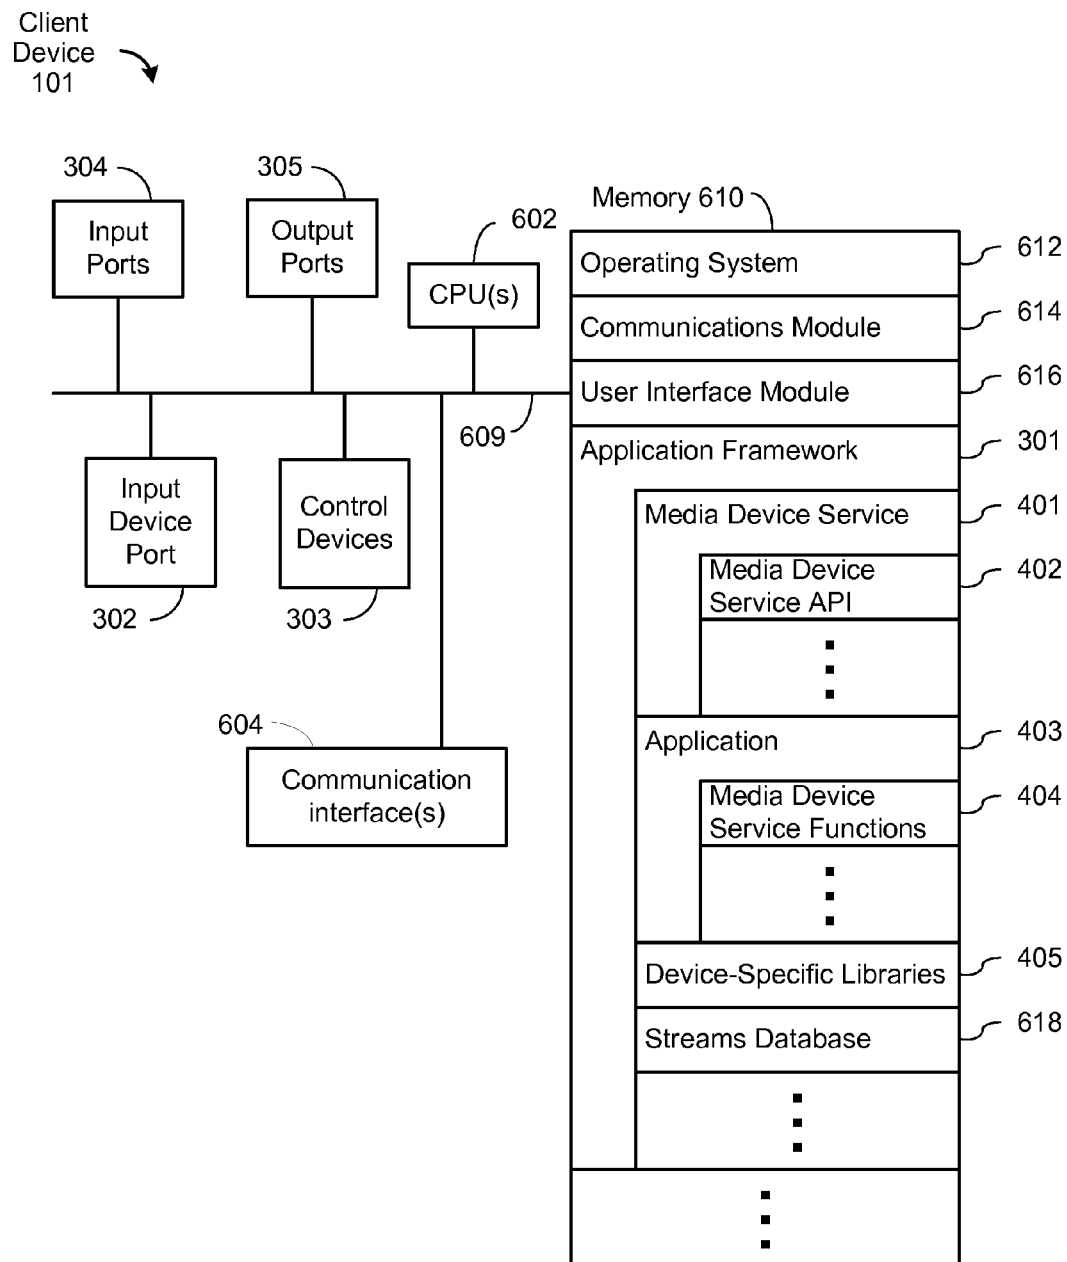 Client
Device
101
304
305
602
Memory 610
Input
Ports
Output
Ports
CPU(s)
Operating System
612
Communications Module
614
User Interface Module
616
609
Application Framework
301
Input
Device
Port
Control
Devices
302
303
Media Device Service
401
Media Device
Service API
402
604
Communication
interface(s)
Application
403
Media Device
Service Functions
404
Device-Specific Libraries
405
Streams Database
618